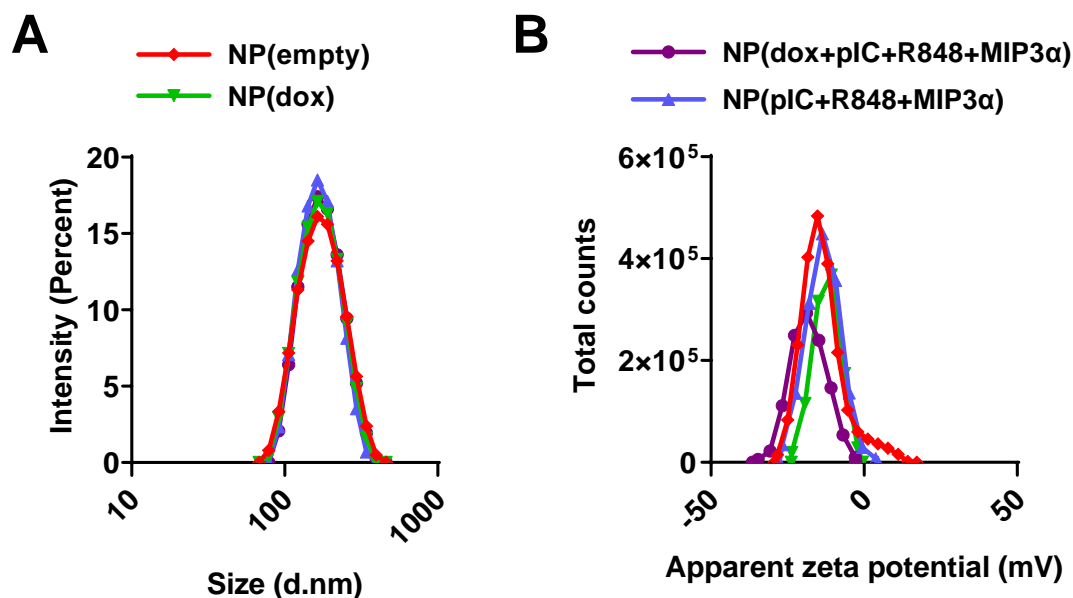 A
NP(empty)
NP(dox)
Intensity (Percent)
20
15
10
5
0
10
100
1000
Size (d.nm)
B
NP(dox+pIC+R848+MIP3α)
NP(pIC+R848+MIP3α)
Total counts
6×10⁵
4×10⁵
2×10⁵
0
-50
0
50
Apparent zeta potential (mV)